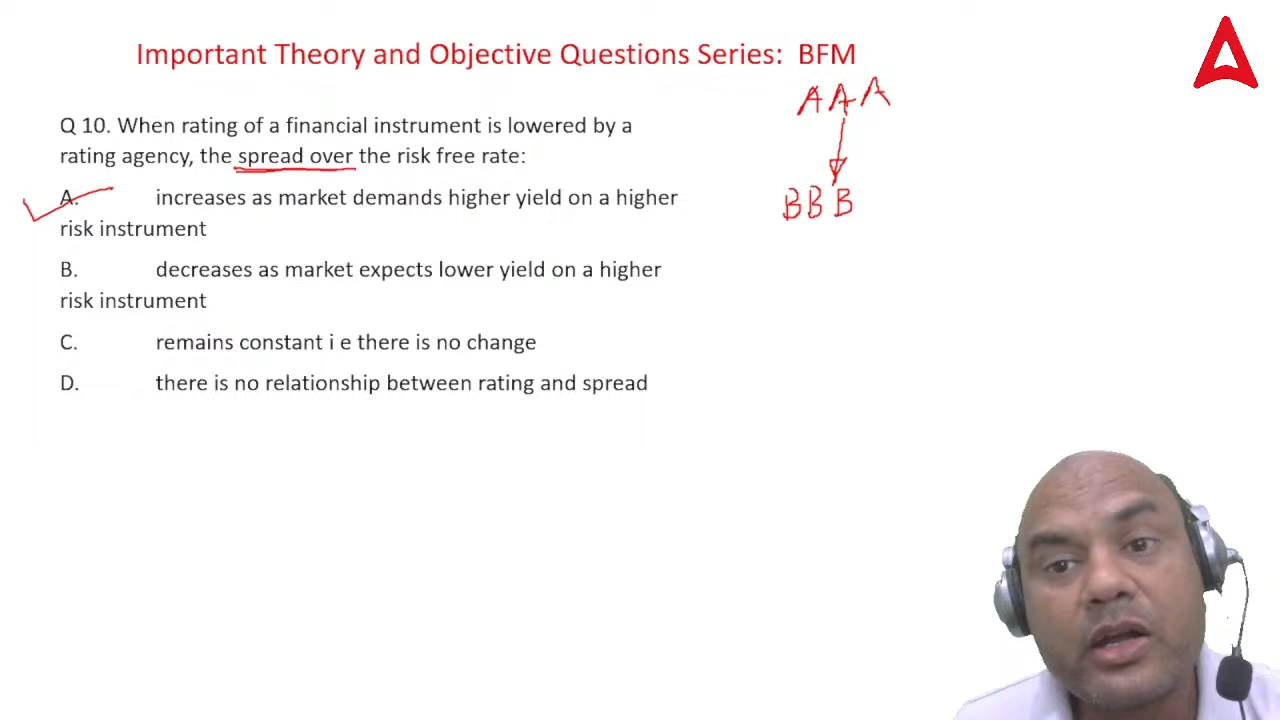 Important Theory and Objective Questions Series: BFM
AAA
Q 10. When rating of a financial instrument is lowered by a
rating agency, the spread over the risk free rate:
A. increases as market demands higher yield on a higher
risk instrument
BBB
B. decreases as market expects lower yield on a higher
risk instrument
C. remains constant i e there is no change
D. there is no relationship between rating and spread